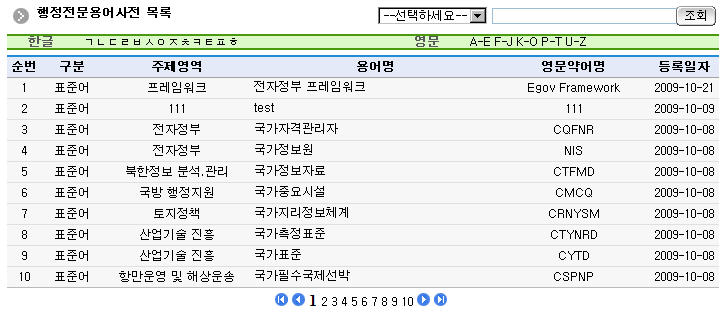 행정전문용어사전 목록 --선택하세요-- 조회
한글 ㄱㄴㄷㄹㅂㅅㅇㅈㅊㅋㅌㅍㅎ 영문 A-E F-J K-O P-T U-Z
순번 구분 주제영역 용어명 영문약어명 등록일자
1 표준어 프레임워크 전자정부 프레임워크 Egov Framework 2009-10-21
2 표준어 111 test 111 2009-10-09
3 표준어 전자정부 국가자격관리자 CQFNR 2009-10-08
4 표준어 전자정부 국가정보원 NIS 2009-10-08
5 표준어 북한정보 분석.관리 국가정보자료 CTFMD 2009-10-08
6 표준어 국방 행정지원 국가중요시설 CMCQ 2009-10-08
7 표준어 토지정책 국가지리정보체계 CRNYSM 2009-10-08
8 표준어 산업기술 진흥 국가측정표준 CTYNRD 2009-10-08
9 표준어 산업기술 진흥 국가표준 CYTD 2009-10-08
10 표준어 항만운영 및 해상운송 국가필수국제선박 CSPNP 2009-10-08
1 2 3 4 5 6 7 8 9 10